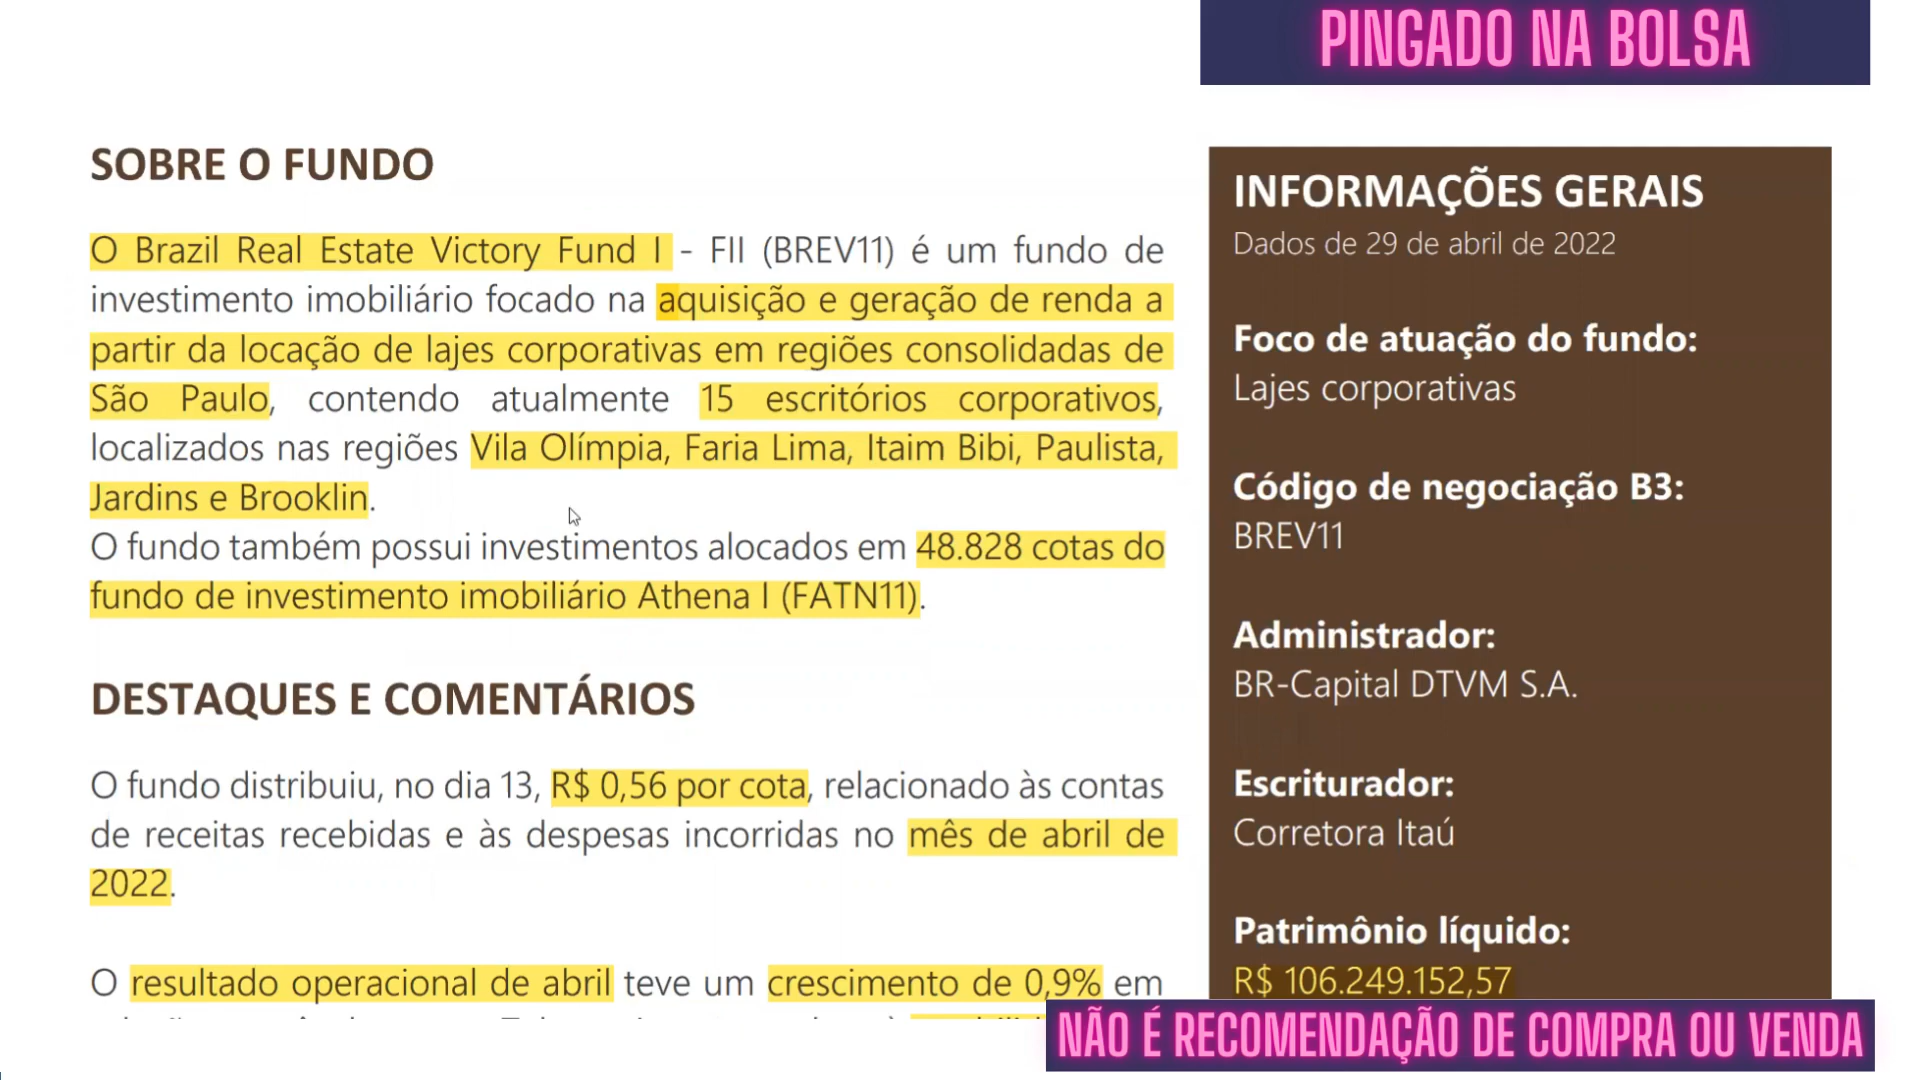 PINGADO NA BOLSA
SOBRE O FUNDO
O Brazil Real Estate Victory Fund I - FII (BREV11) é um fundo de
investimento imobiliário focado na aquisição e geração de renda a
partir da locação de lajes corporativas em regiões consolidadas de
São Paulo, contendo atualmente 15 escritórios corporativos,
localizados nas regiões Vila Olímpia, Faria Lima, Itaim Bibi, Paulista,
Jardins e Brooklin.
O fundo também possui investimentos alocados em 48.828 cotas do
fundo de investimento imobiliário Athena I (FATN11).
DESTAQUES E COMENTÁRIOS
O fundo distribuiu, no dia 13, R$ 0,56 por cota, relacionado às contas
de receitas recebidas e às despesas incorridas no mês de abril de
2022.
O resultado operacional de abril teve um crescimento de 0,9% em
INFORMAÇÕES GERAIS
Dados de 29 de abril de 2022
Foco de atuação do fundo:
Lajes corporativas
Código de negociação B3:
BREV11
Administrador:
BR-Capital DTVM S.A.
Escriturador:
Corretora Itaú
Patrimônio líquido:
R$ 106.249.152,57
NÃO É RECOMENDAÇÃO DE COMPRA OU VENDA